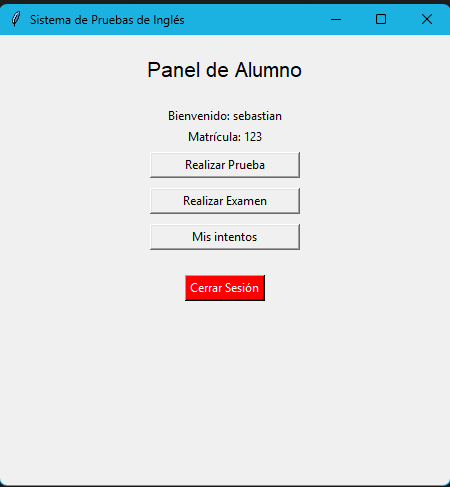 Sistema de Pruebas de Inglés
Panel de Alumno
Bienvenido: sebastian
Matrícula: 123
Realizar Prueba
Realizar Examen
Mis intentos
Cerrar Sesión